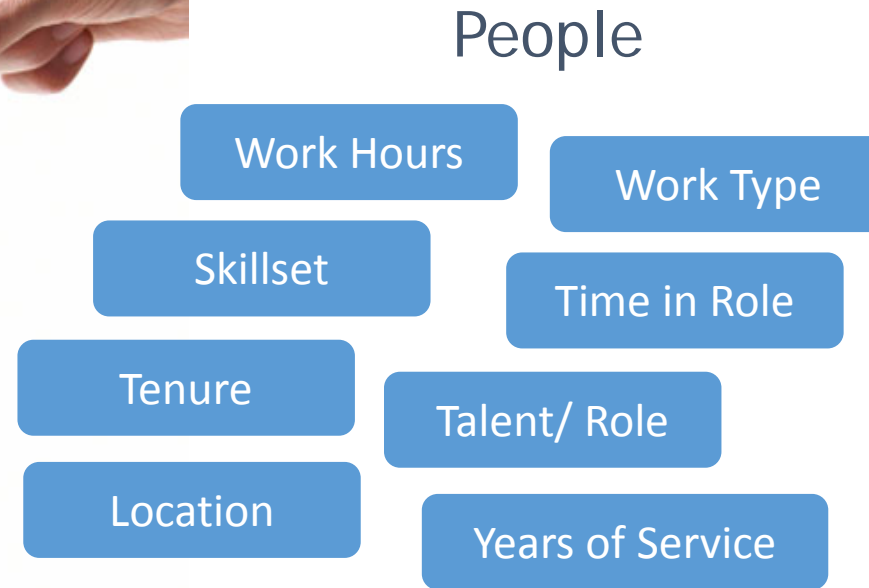 People
Work Hours
Work Type
Skillset
Time in Role
Tenure
Talent/ Role
Location
Years of Service